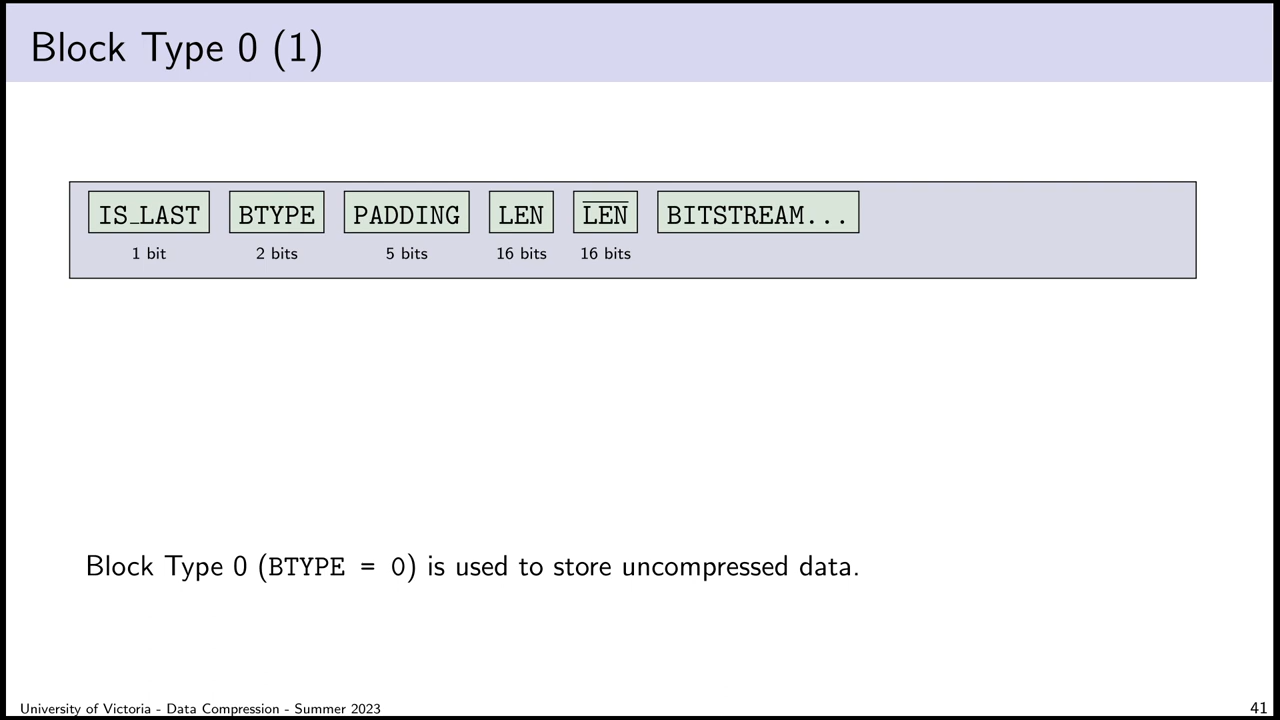 Block Type 0 (1)
IS_LAST BTYPE PADDING LEN L̅E̅N̅ BITSTREAM...
1 bit 2 bits 5 bits 16 bits 16 bits
Block Type 0 (BTYPE = 0) is used to store uncompressed data.
University of Victoria - Data Compression - Summer 2023 41